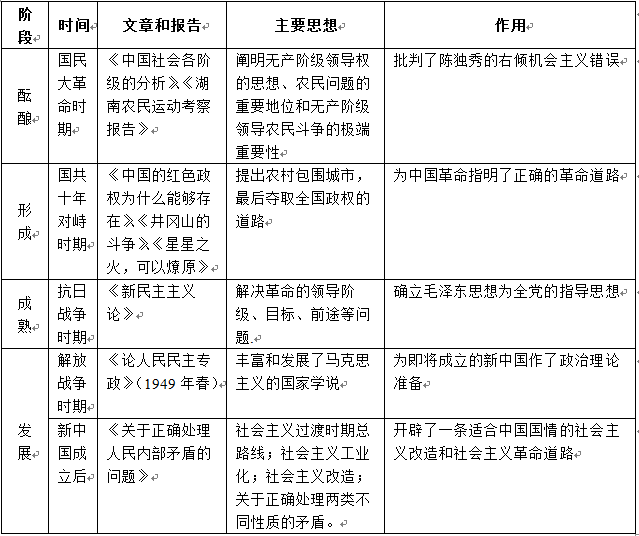 阶段 时间 文章和报告 主要思想 作用
酝酿
国民
大革
命时
期
《中国社会各阶
级的分析》《湖
南农民运动考察
报告》
阐明无产阶级领导权
的思想、农民问题的
重要地位和无产阶级
领导农民斗争的极端
重要性
批判了陈独秀的右倾机会主义错误
形成
国共
十年
对峙
时期
《中国的红色政
权为什么能够存
在》《井冈山的
斗争》《星星之
火，可以燎原》
提出农村包围城市，
最后夺取全国政权的
道路
为中国革命指明了正确的革命道路
成熟
抗日
战争
时期
《新民主主义
论》
解决革命的领导阶
级、目标、前途等问
题.
确立毛泽东思想为全党的指导思想
发展
解放
战争
时期
《论人民民主专
政》（1949 年春）
丰富和发展了马克思
主义的国家学说
为即将成立的新中国作了政治理论
准备
新中
国成
立后
《关于正确处理
人民内部矛盾的
问题》
社会主义过渡时期总
路线；社会主义工业
化；社会主义改造；
关于正确处理两类不
同性质的矛盾。
开辟了一条适合中国国情的社会主
义改造和社会主义革命道路